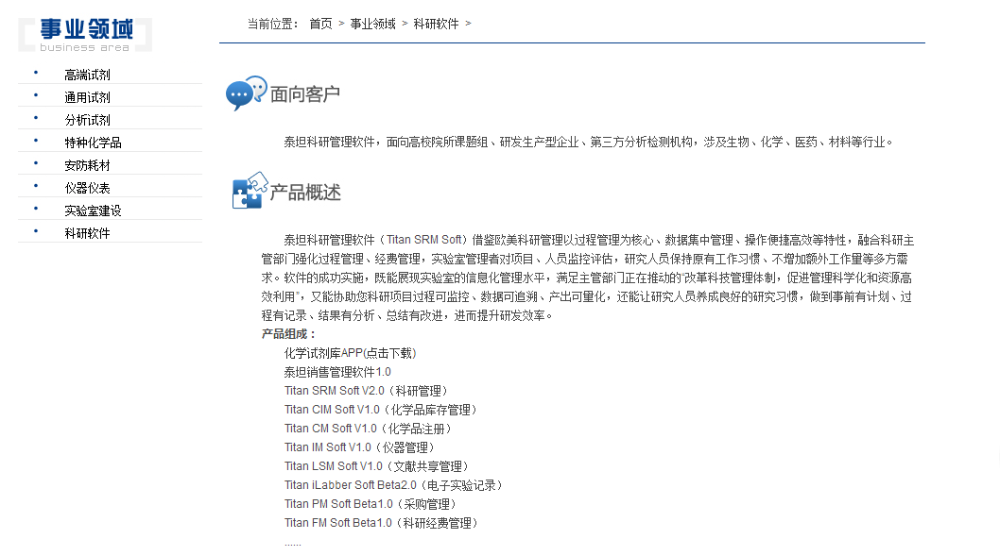 事业领域
business area
高端试剂
通用试剂
分析试剂
特种化学品
安防耗材
仪器仪表
实验室建设
科研软件
当前位置： 首页 > 事业领域 > 科研软件 >
面向客户
泰坦科研管理软件，面向高校院所课题组、研发生产型企业、第三方分析检测机构，涉及生物、化学、医药、材料等行业。
产品概述
泰坦科研管理软件（Titan SRM Soft）借鉴欧美科研管理以过程管理为核心、数据集中管理、操作便捷高效等特性，融合科研主
管部门强化过程管理、经费管理，实验室管理者对项目、人员监控评估，研究人员保持原有工作习惯、不增加额外工作量等多方需
求。软件的成功实施，既能展现实验室的信息化管理水平，满足主管部门正在推动的“改革科技管理体制，促进管理科学化和资源高
效利用”，又能协助您科研项目过程可监控、数据可追溯、产出可量化，还能让研究人员养成良好的研究习惯，做到事前有计划、过
程有记录、结果有分析、总结有改进，进而提升研发效率。
产品组成：
化学试剂库APP(点击下载)
泰坦销售管理软件1.0
Titan SRM Soft V2.0（科研管理）
Titan CIM Soft V1.0（化学品库存管理）
Titan CM Soft V1.0（化学品注册）
Titan IM Soft V1.0（仪器管理）
Titan LSM Soft V1.0（文献共享管理）
Titan iLabber Soft Beta2.0（电子实验记录）
Titan PM Soft Beta1.0（采购管理）
Titan FM Soft Beta1.0（科研经费管理）
......